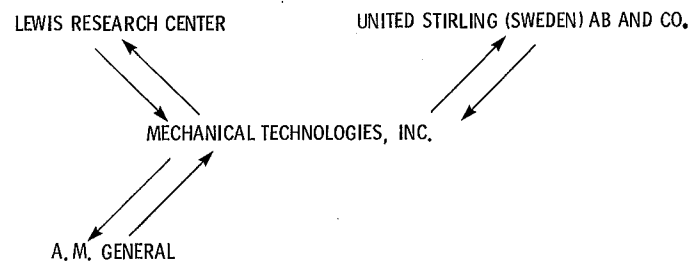 LEWIS RESEARCH CENTER
UNITED STIRLING (SWEDEN) AB AND CO.
MECHANICAL TECHNOLOGIES, INC.
A. M. GENERAL